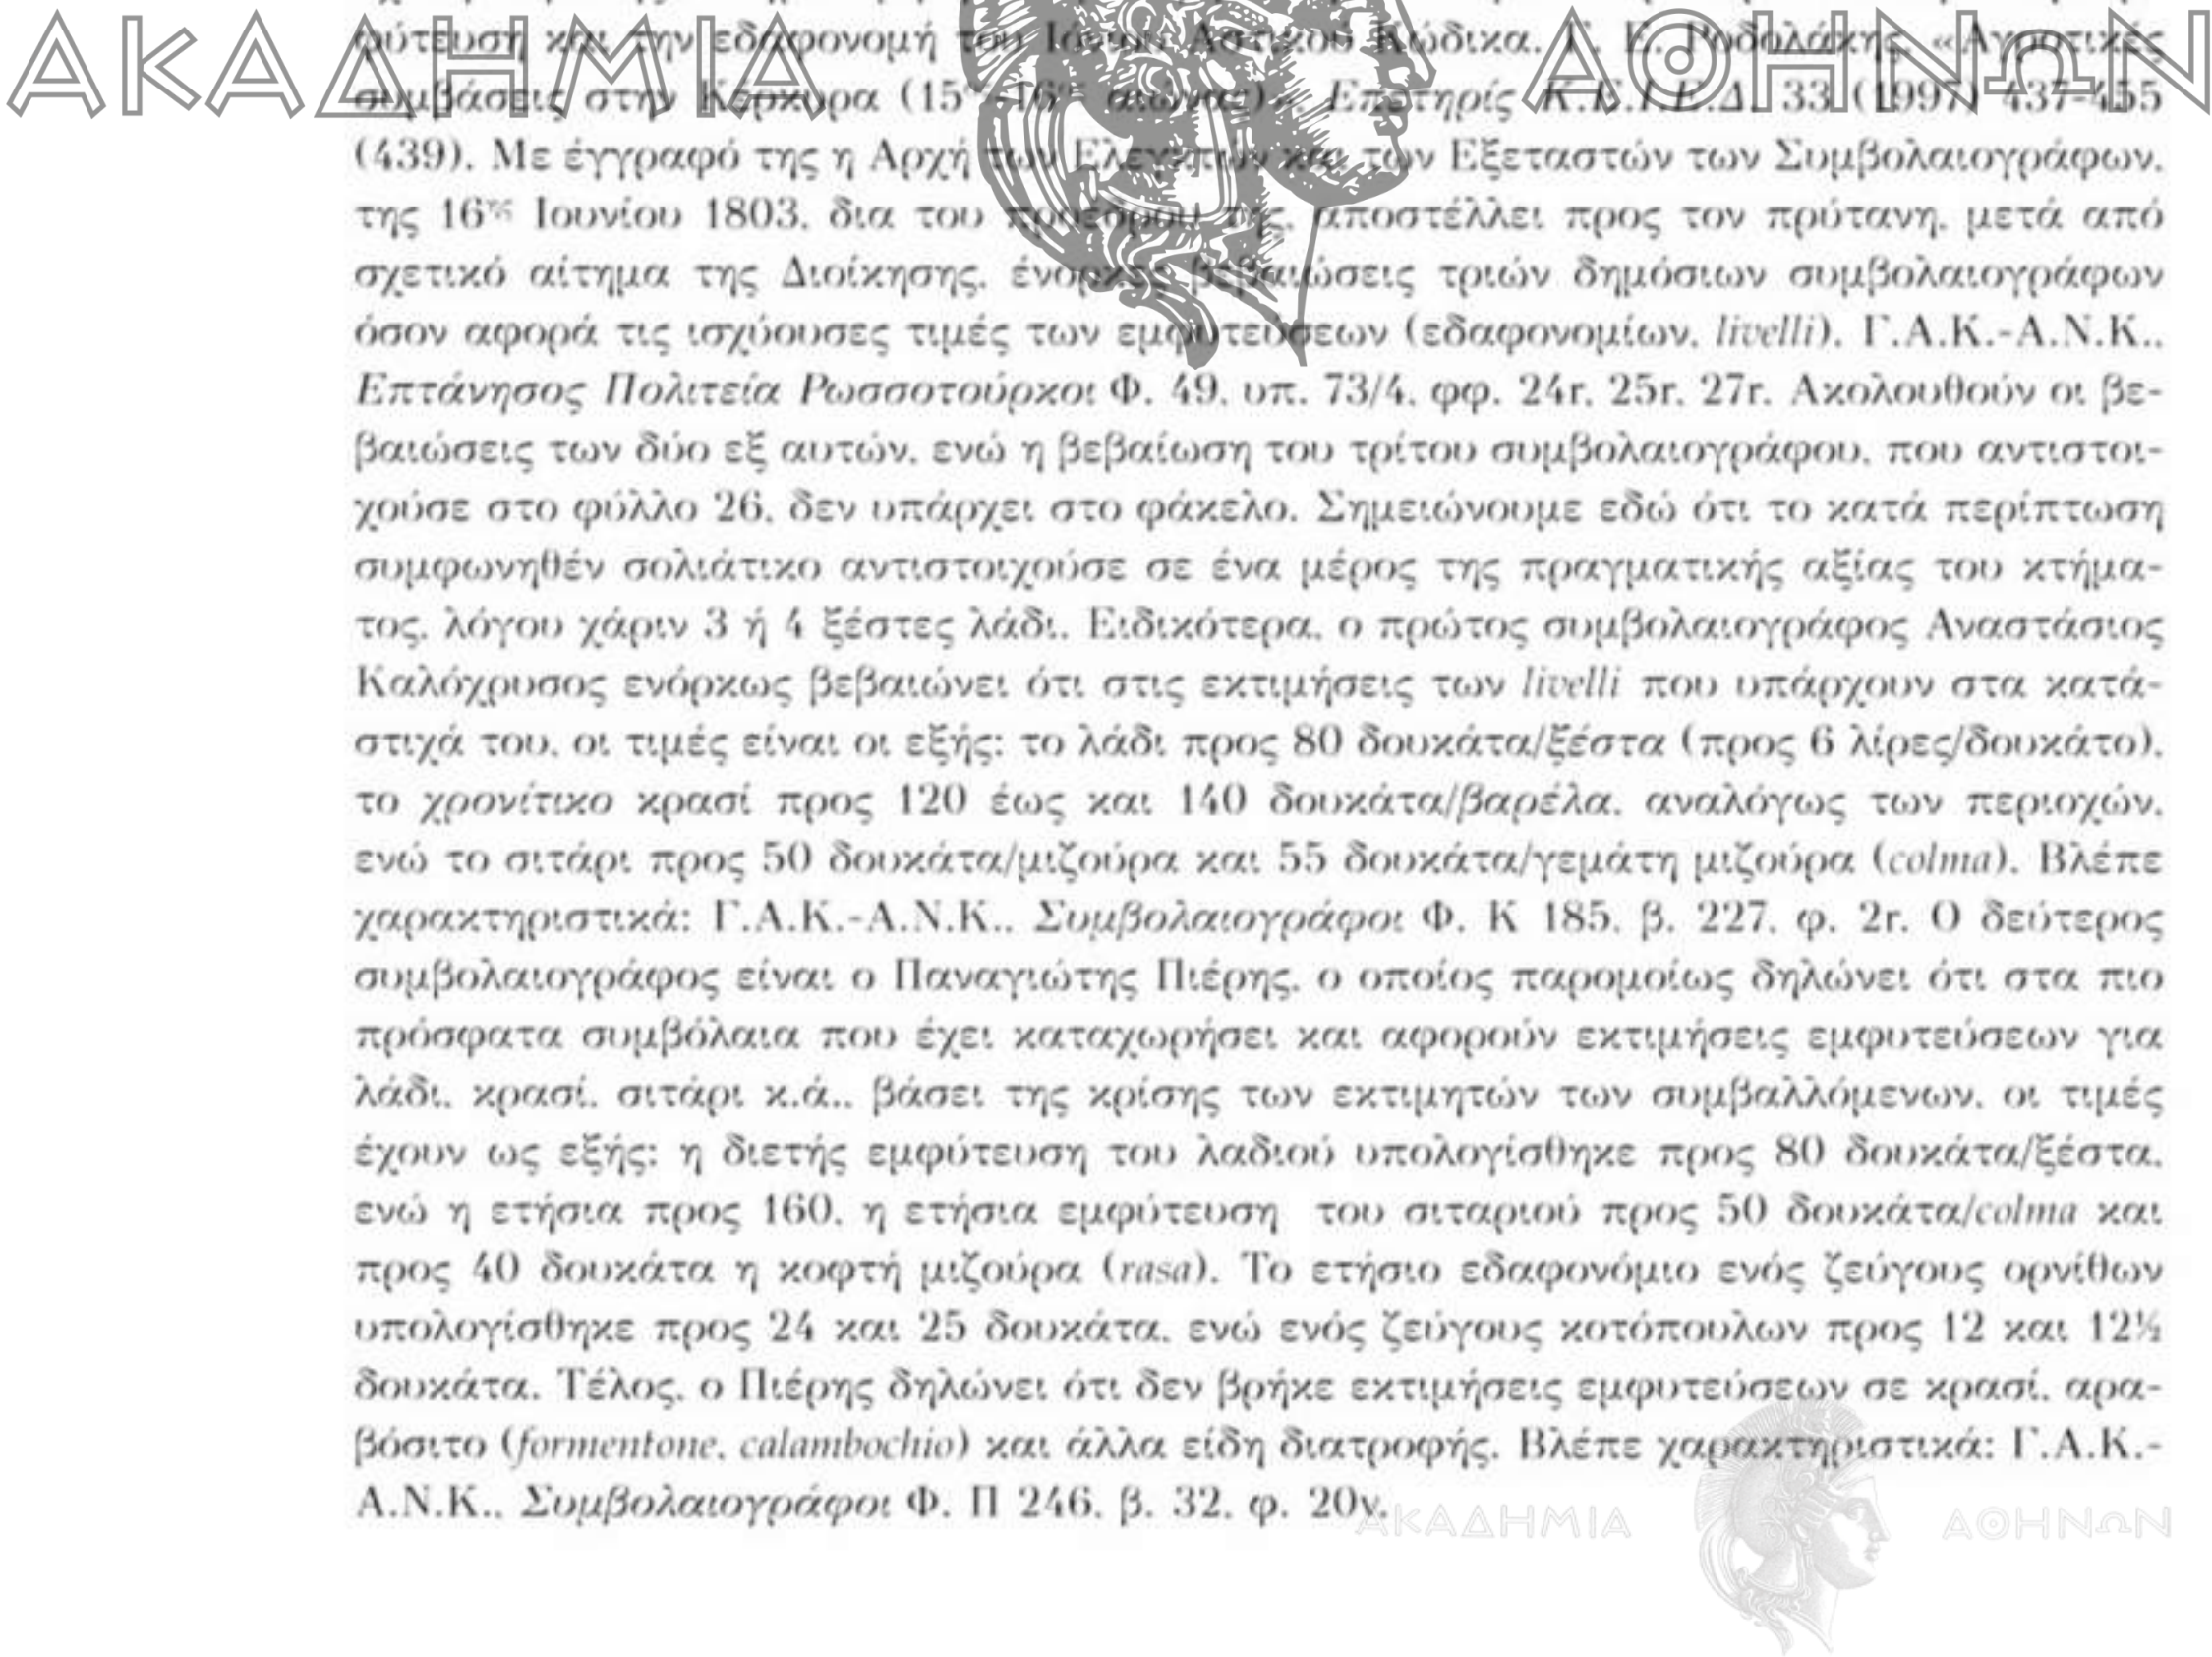 φύτευση και την εδαφονομή του Ιόνιου Αστικού Κώδικα. Γ. Ε. Ροδολάκης, «Αγροτικές
συμβάσεις στην Κέρκυρα (15ος-16ος αιώνας)», Επετηρίς Κ.Ε.Ι.Ε.Δ. 33 (1997) 437-455
ΑΚΑΔΗΜΙΑ ΑΘΗΝΩΝ
(439). Με έγγραφό της η Αρχή των Ελεγκτών και των Εξεταστών των Συμβολαιογράφων,
της 16ης Ιουνίου 1803, δια του προέδρου της, αποστέλλει προς τον πρύτανη, μετά από
σχετικό αίτημα της Διοίκησης, ένορκες βεβαιώσεις τριών δημόσιων συμβολαιογράφων
όσον αφορά τις ισχύουσες τιμές των εμφυτεύσεων (εδαφονομίων, livelli). Γ.Α.Κ.-Α.Ν.Κ.,
Επτάνησος Πολιτεία Ρωσσοτούρκοι Φ. 49, υπ. 73/4, φφ. 24r, 25r, 27r. Ακολουθούν οι βε-
βαιώσεις των δύο εξ αυτών, ενώ η βεβαίωση του τρίτου συμβολαιογράφου, που αντιστοι-
χούσε στο φύλλο 26, δεν υπάρχει στο φάκελο. Σημειώνουμε εδώ ότι το κατά περίπτωση
συμφωνηθέν σολιάτικο αντιστοιχούσε σε ένα μέρος της πραγματικής αξίας του κτήμα-
τος, λόγου χάριν 3 ή 4 ξέστες λάδι. Ειδικότερα, ο πρώτος συμβολαιογράφος Αναστάσιος
Καλόχρυσος ενόρκως βεβαιώνει ότι στις εκτιμήσεις των livelli που υπάρχουν στα κατά-
στιχά του, οι τιμές είναι οι εξής: το λάδι προς 80 δουκάτα/ξέστα (προς 6 λίρες/δουκάτο),
το χρονίτικο κρασί προς 120 έως και 140 δουκάτα/βαρέλα, αναλόγως των περιοχών,
ενώ το σιτάρι προς 50 δουκάτα/μιζούρα και 55 δουκάτα/γεμάτη μιζούρα (colma). Βλέπε
χαρακτηριστικά: Γ.Α.Κ.-Α.Ν.Κ., Συμβολαιογράφοι Φ. Κ 185, β. 227, φ. 2r. Ο δεύτερος
συμβολαιογράφος είναι ο Παναγιώτης Πιέρης, ο οποίος παρομοίως δηλώνει ότι στα πιο
πρόσφατα συμβόλαια που έχει καταχωρήσει και αφορούν εκτιμήσεις εμφυτεύσεων για
λάδι, κρασί, σιτάρι κ.ά., βάσει της κρίσης των εκτιμητών των συμβαλλόμενων, οι τιμές
έχουν ως εξής: η διετής εμφύτευση του λαδιού υπολογίσθηκε προς 80 δουκάτα/ξέστα,
ενώ η ετήσια προς 160, η ετήσια εμφύτευση του σιταριού προς 50 δουκάτα/colma και
προς 40 δουκάτα η κοφτή μιζούρα (rasa). Το ετήσιο εδαφονόμιο ενός ζεύγους ορνίθων
υπολογίσθηκε προς 24 και 25 δουκάτα, ενώ ενός ζεύγους κοτόπουλων προς 12 και 12½
δουκάτα. Τέλος, ο Πιέρης δηλώνει ότι δεν βρήκε εκτιμήσεις εμφυτεύσεων σε κρασί, αρα-
βόσιτο (formentone, calambochio) και άλλα είδη διατροφής. Βλέπε χαρακτηριστικά: Γ.Α.Κ.-
Α.Ν.Κ., Συμβολαιογράφοι Φ. Π 246, β. 32, φ. 20v.
ΑΚΑΔΗΜΙΑ ΑΘΗΝΩΝ